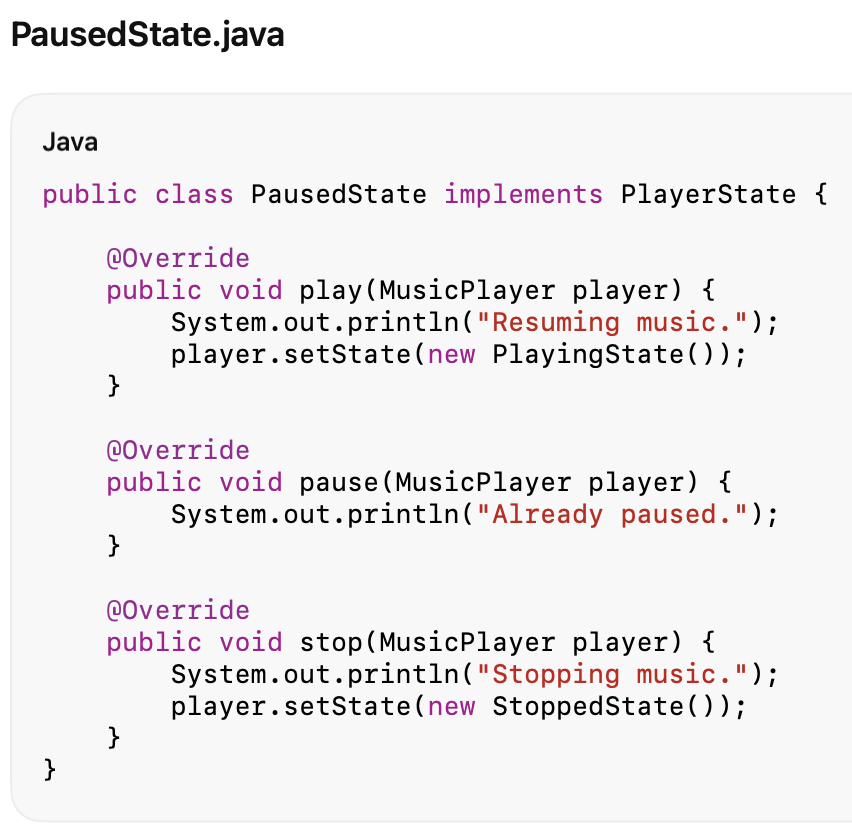 PausedState.java
Java
public class PausedState implements PlayerState {
    @Override
    public void play(MusicPlayer player) {
        System.out.println("Resuming music.");
        player.setState(new PlayingState());
    }
    @Override
    public void pause(MusicPlayer player) {
        System.out.println("Already paused.");
    }
    @Override
    public void stop(MusicPlayer player) {
        System.out.println("Stopping music.");
        player.setState(new StoppedState());
    }
}